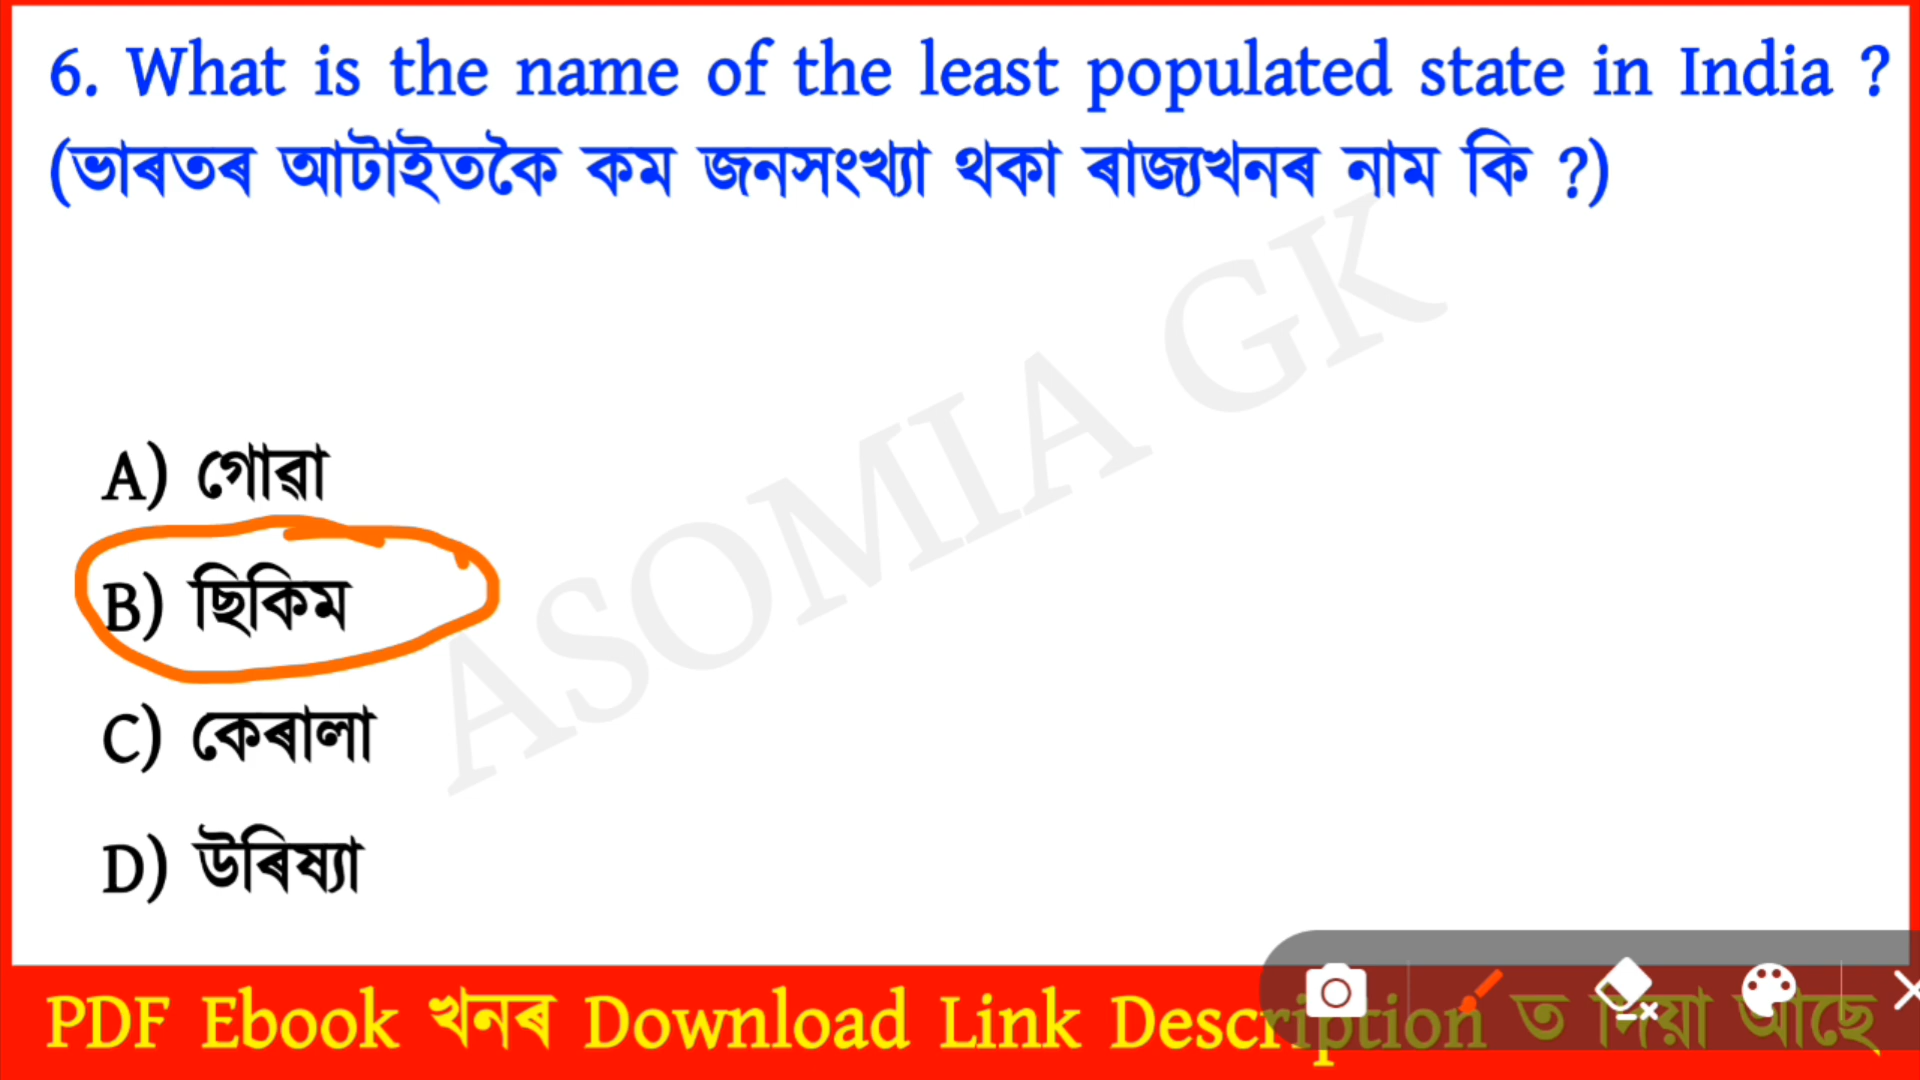 6. What is the name of the least populated state in India ?
(ভাৰতৰ আটাইতকৈ কম জনসংখ্যা থকা ৰাজ্যখনৰ নাম কি ?)
A) গোৱা
B) ছিকিম
C) কেৰালা
D) উৰিষ্যা
ASOMIA GK
PDF Ebook খনৰ Download Link Description ত দিয়া আছে